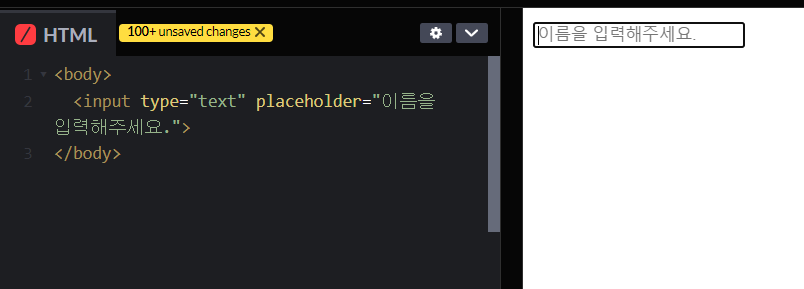 HTML
100+ unsaved changes ×
1 <body>
2 <input type="text" placeholder="이름을
입력해주세요.">
3 </body>
이름을 입력해주세요.